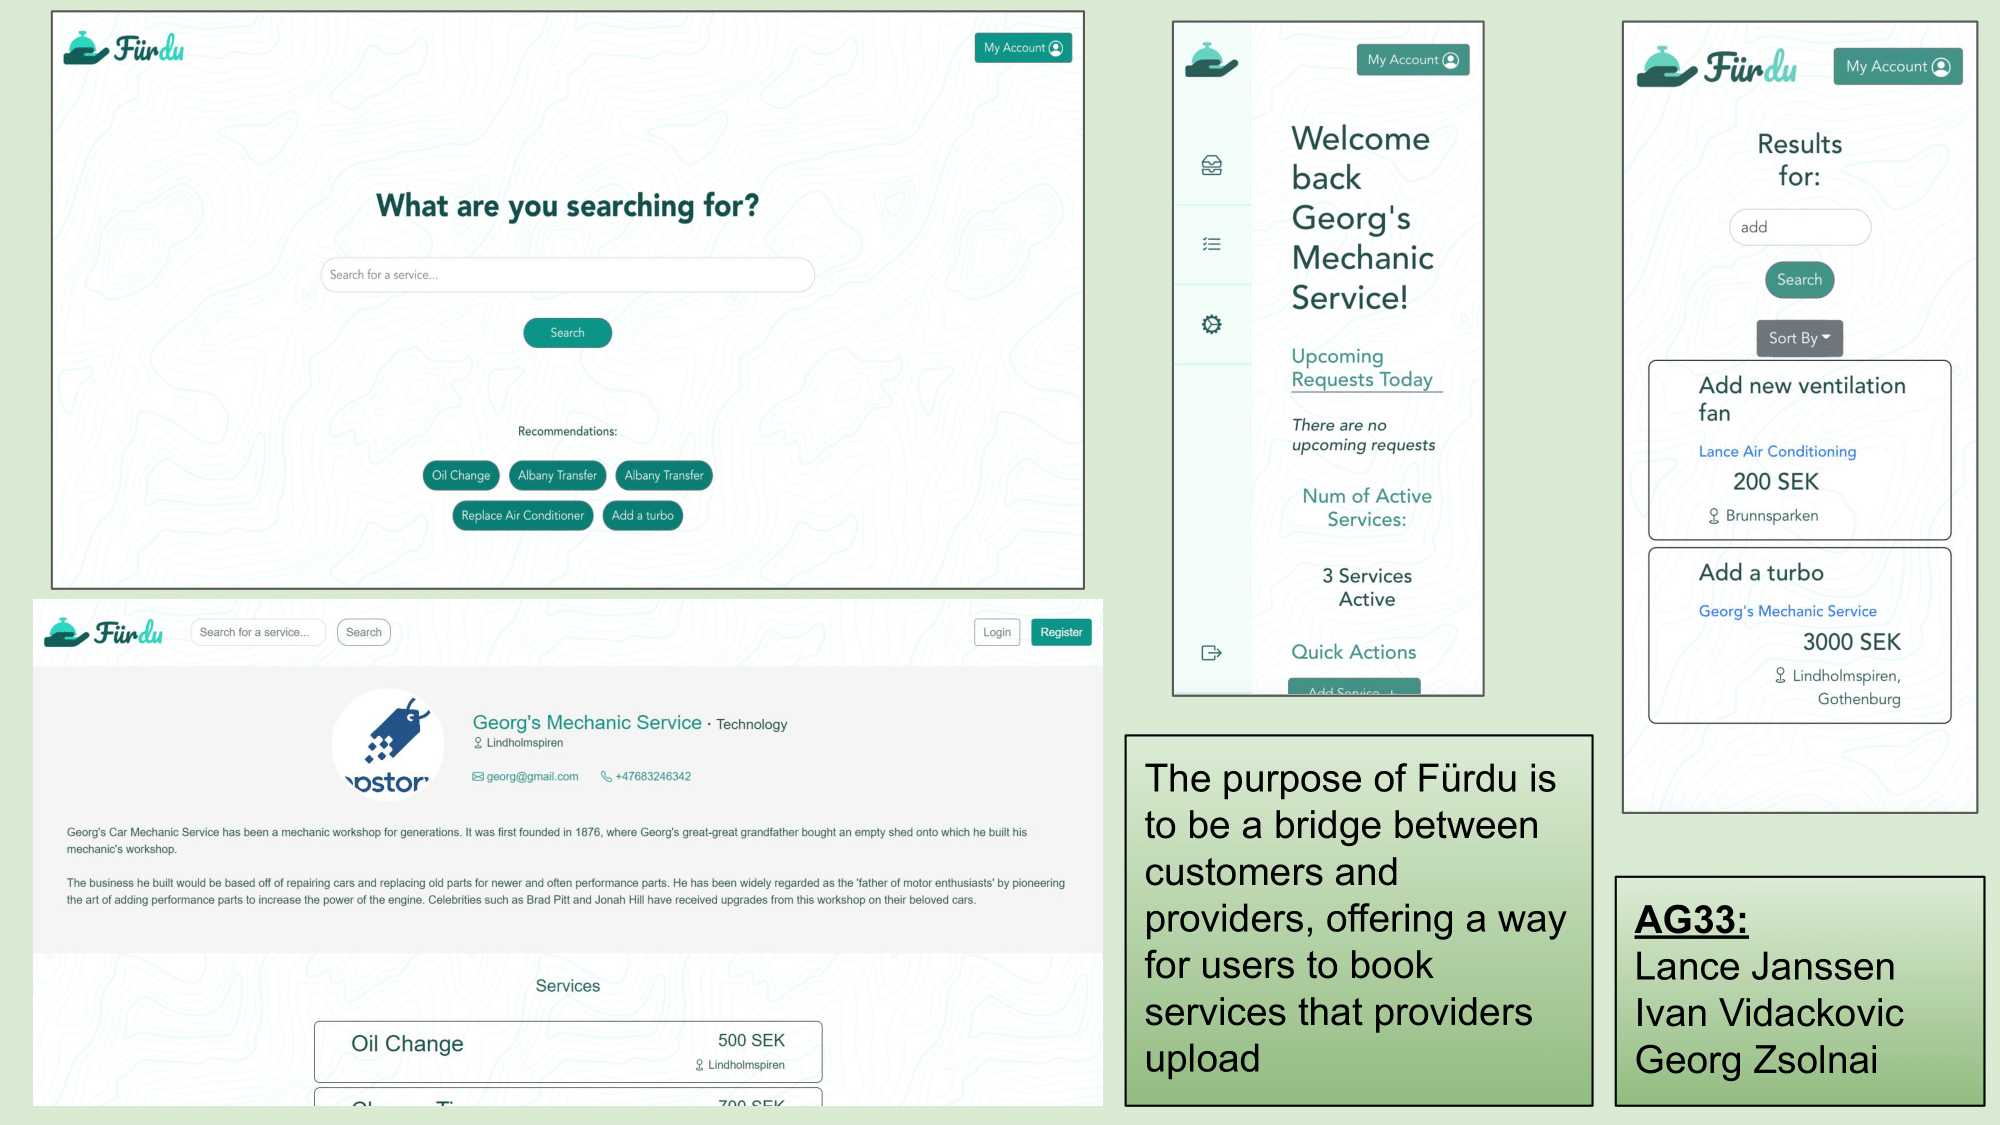 Fürdu
My Account
What are you searching for?
Search for a service...
Search
Recommendations:
Oil Change
Albany Transfer
Albany Transfer
Replace Air Conditioner
Add a turbo
Fürdu
Search for a service...
Search
Login
Register
Georg's Mechanic Service · Technology
Lindholmspiren
georg@gmail.com
+47683246342
Georg's Car Mechanic Service has been a mechanic workshop for generations. It was first founded in 1876, where Georg's great-great grandfather bought an empty shed onto which he built his
mechanic's workshop.
The business he built would be based off of repairing cars and replacing old parts for newer and often performance parts. He has been widely regarded as the 'father of motor enthusiasts' by pioneering
the art of adding performance parts to increase the power of the engine. Celebrities such as Brad Pitt and Jonah Hill have received upgrades from this workshop on their beloved cars.
Services
Oil Change
500 SEK
Lindholmspiren
700 SEK
My Account
Welcome
back
Georg's
Mechanic
Service!
Upcoming
Requests Today
There are no
upcoming requests
Num of Active
Services:
3 Services
Active
Quick Actions
Add Service +
Fürdu
My Account
Results
for:
add
Search
Sort By
Add new ventilation
fan
Lance Air Conditioning
200 SEK
Brunnsparken
Add a turbo
Georg's Mechanic Service
3000 SEK
Lindholmspiren,
Gothenburg
The purpose of Fürdu is
to be a bridge between
customers and
providers, offering a way
for users to book
services that providers
upload
AG33:
Lance Janssen
Ivan Vidackovic
Georg Zsolnai